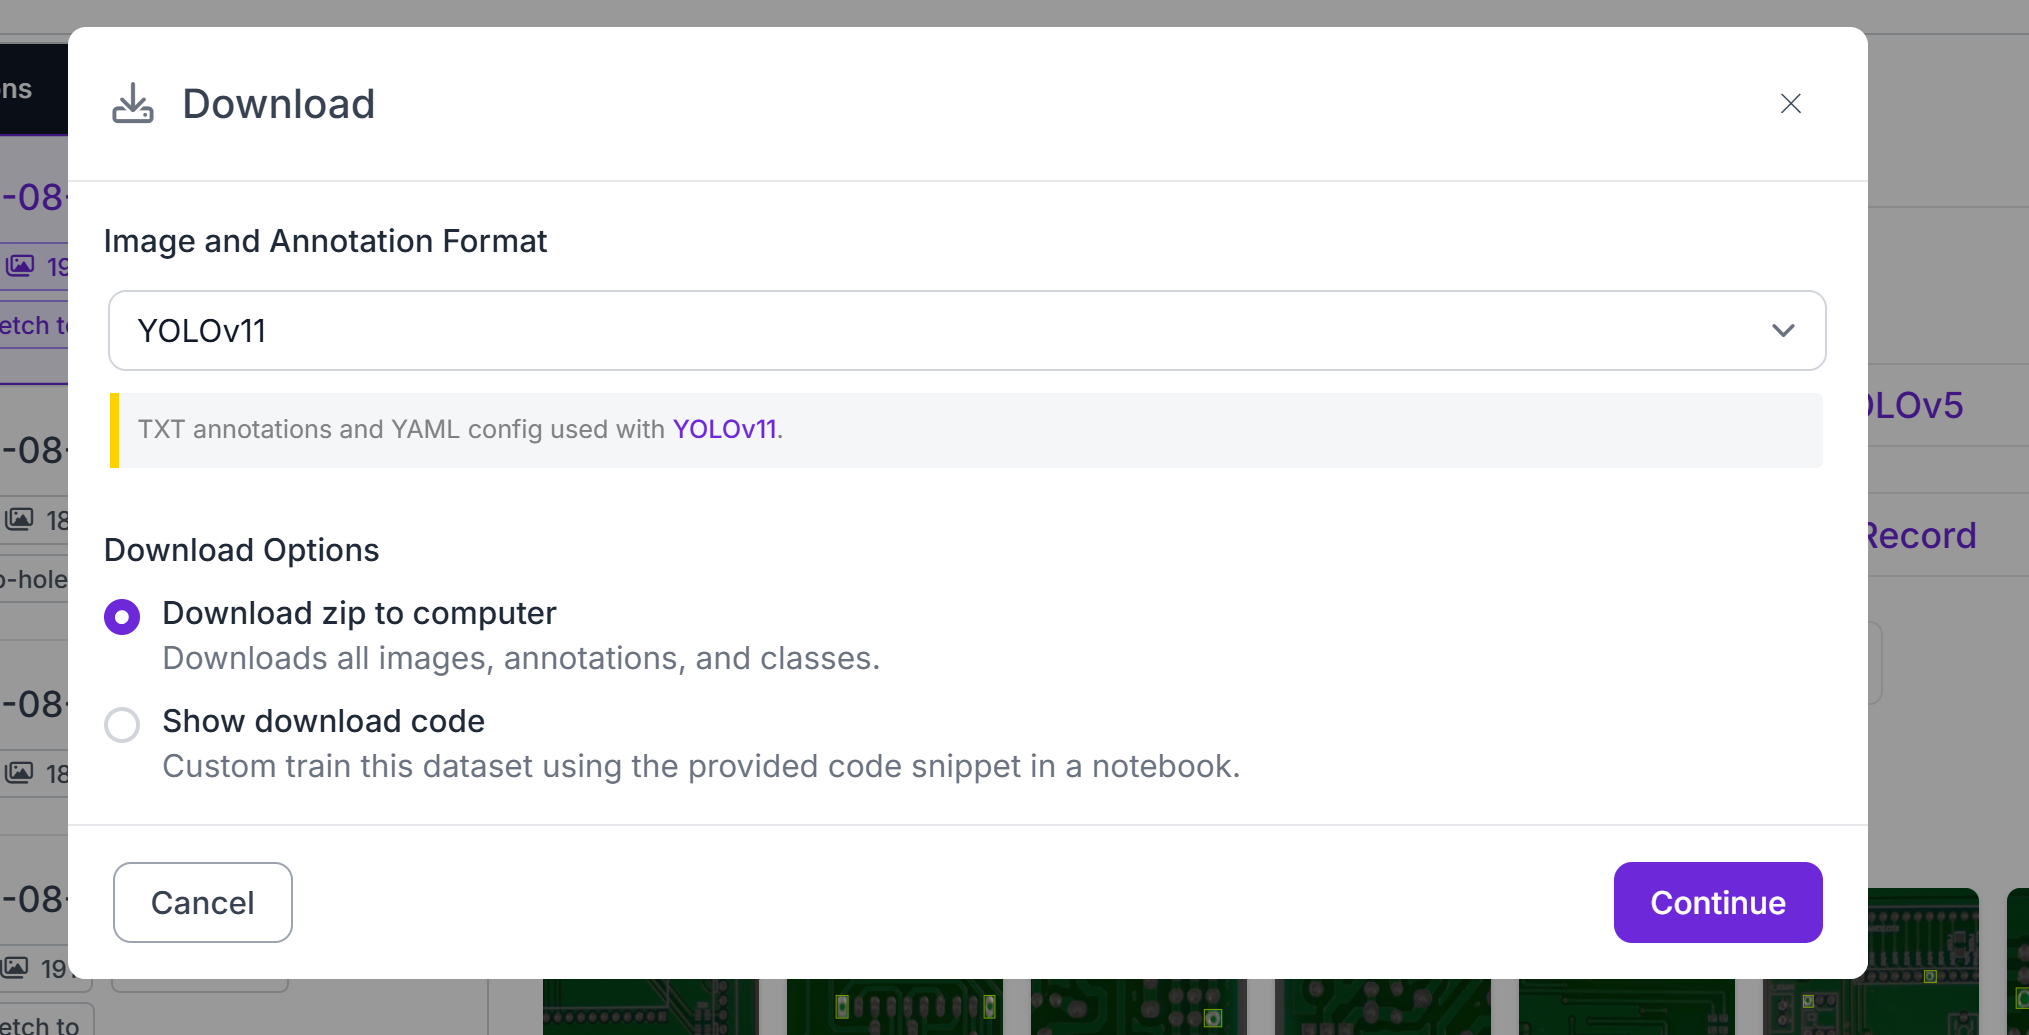 Download
Image and Annotation Format
YOLOv11
TXT annotations and YAML config used with YOLOv11.
Download Options
Download zip to computer
Downloads all images, annotations, and classes.
Show download code
Custom train this dataset using the provided code snippet in a notebook.
Cancel
Continue
ns
-08-
19
etch to
-08-
18
-hole
-08-
18
-08-
19
etch to
OLOv5
Record